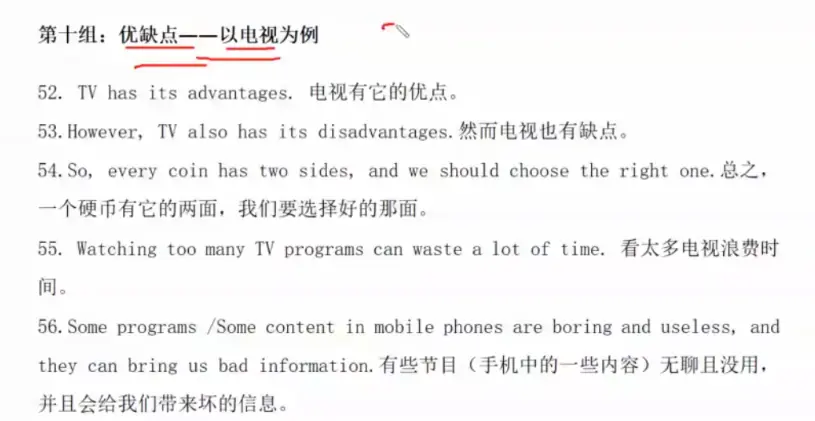 第十组：优缺点——以电视为例
52. TV has its advantages. 电视有它的优点。
53.However, TV also has its disadvantages.然而电视也有缺点。
54.So, every coin has two sides, and we should choose the right one.总之，
一个硬币有它的两面，我们要选择好的那面。
55. Watching too many TV programs can waste a lot of time. 看太多电视浪费时
间。
56.Some programs /Some content in mobile phones are boring and useless, and
they can bring us bad information.有些节目（手机中的一些内容）无聊且没用，
并且会给我们带来坏的信息。